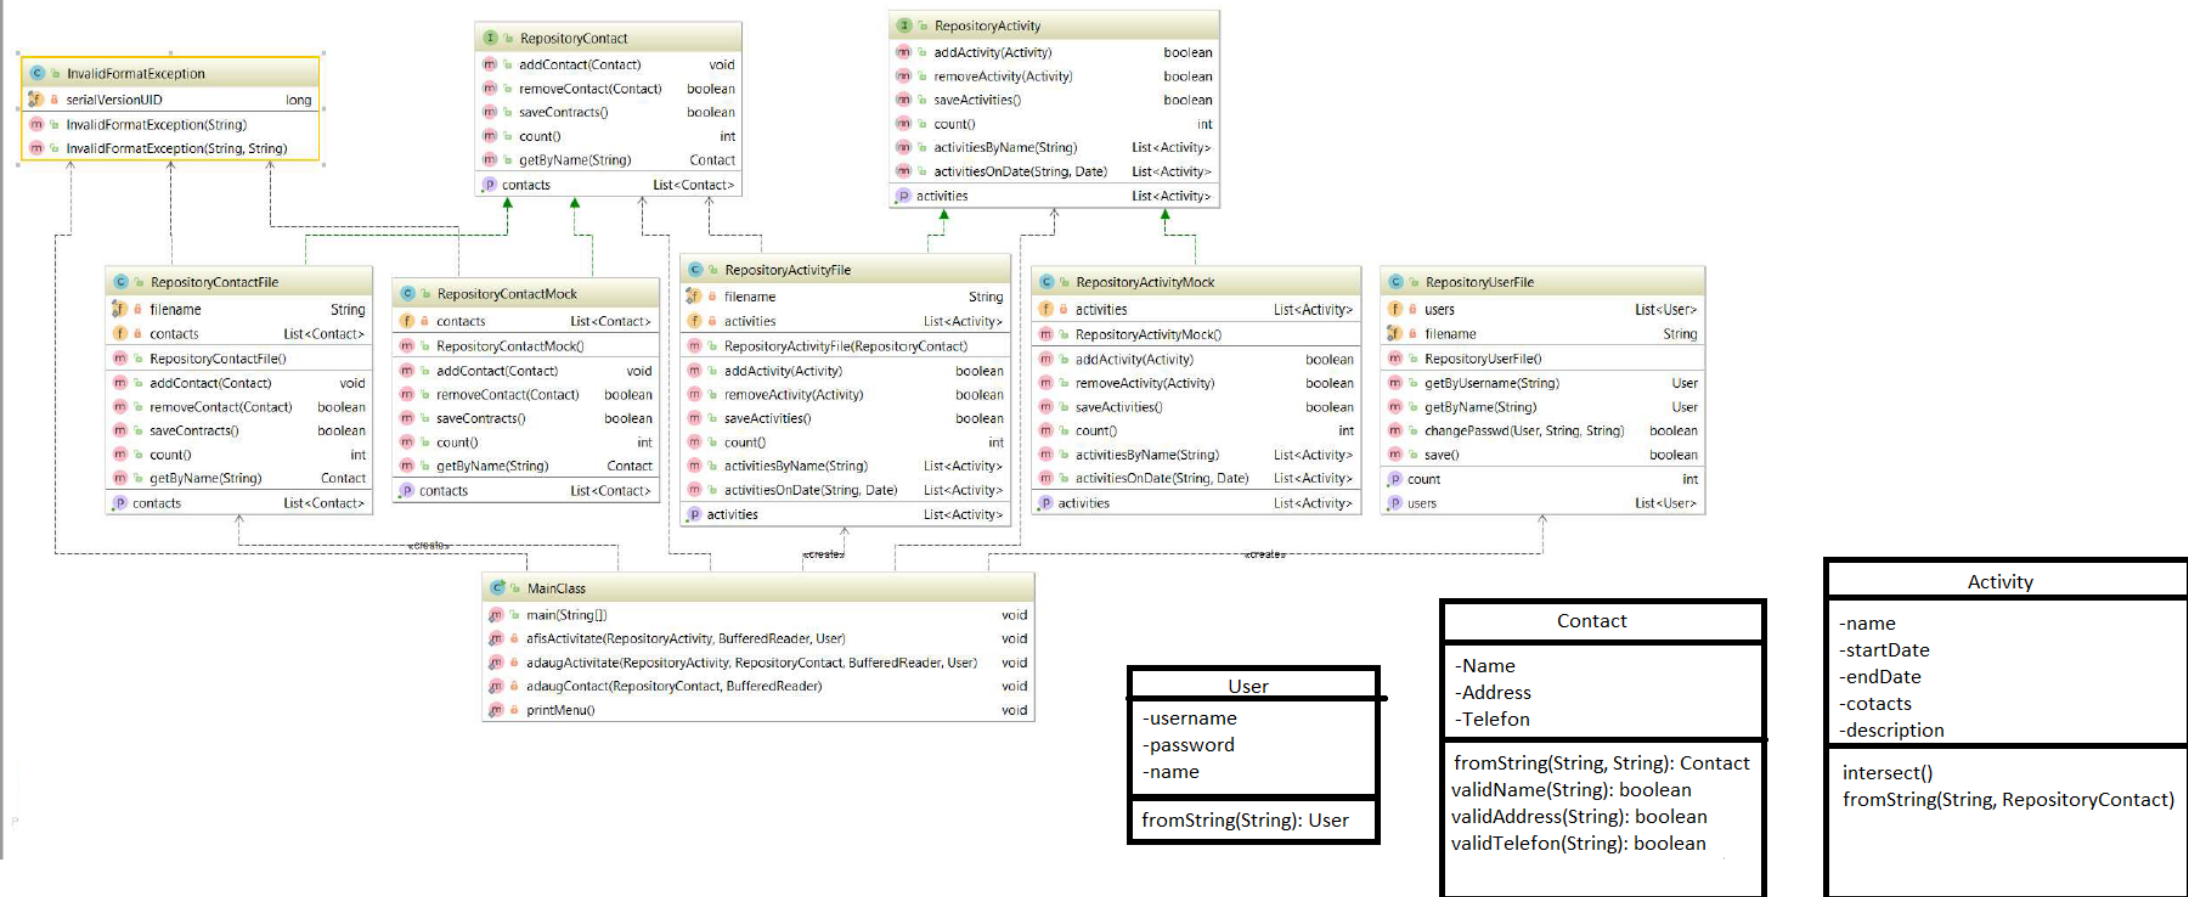 InvalidFormatException
serialVersionUID long
InvalidFormatException(String)
InvalidFormatException(String, String)
RepositoryContact
addContact(Contact) void
removeContact(Contact) boolean
saveContracts() boolean
count() int
getByName(String) Contact
contacts List<Contact>
RepositoryActivity
addActivity(Activity) boolean
removeActivity(Activity) boolean
saveActivities() boolean
count() int
activitiesByName(String) List<Activity>
activitiesOnDate(String, Date) List<Activity>
activities List<Activity>
RepositoryContactFile
filename String
contacts List<Contact>
RepositoryContactFile()
addContact(Contact) void
removeContact(Contact) boolean
saveContracts() boolean
count() int
getByName(String) Contact
contacts List<Contact>
RepositoryContactMock
contacts List<Contact>
RepositoryContactMock()
addContact(Contact) void
removeContact(Contact) boolean
saveContracts() boolean
count() int
getByName(String) Contact
contacts List<Contact>
RepositoryActivityFile
filename String
activities List<Activity>
RepositoryActivityFile(RepositoryContact)
addActivity(Activity) boolean
removeActivity(Activity) boolean
saveActivities() boolean
count() int
activitiesByName(String) List<Activity>
activitiesOnDate(String, Date) List<Activity>
activities List<Activity>
RepositoryActivityMock
activities List<Activity>
RepositoryActivityMock()
addActivity(Activity) boolean
removeActivity(Activity) boolean
saveActivities() boolean
count() int
activitiesByName(String) List<Activity>
activitiesOnDate(String, Date) List<Activity>
activities List<Activity>
RepositoryUserFile
users List<User>
filename String
RepositoryUserFile()
getByUsername(String) User
getByName(String) User
changePasswd(User, String, String) boolean
save() boolean
count int
users List<User>
«create»
«create»
«create»
MainClass
main(String[]) void
afisActivitate(RepositoryActivity, BufferedReader, User) void
adaugActivitate(RepositoryActivity, RepositoryContact, BufferedReader, User) void
adaugContact(RepositoryContact, BufferedReader) void
printMenu() void
User
-username
-password
-name
fromString(String): User
Contact
-Name
-Address
-Telefon
fromString(String, String): Contact
validName(String): boolean
validAddress(String): boolean
validTelefon(String): boolean
Activity
-name
-startDate
-endDate
-cotacts
-description
intersect()
fromString(String, RepositoryContact)